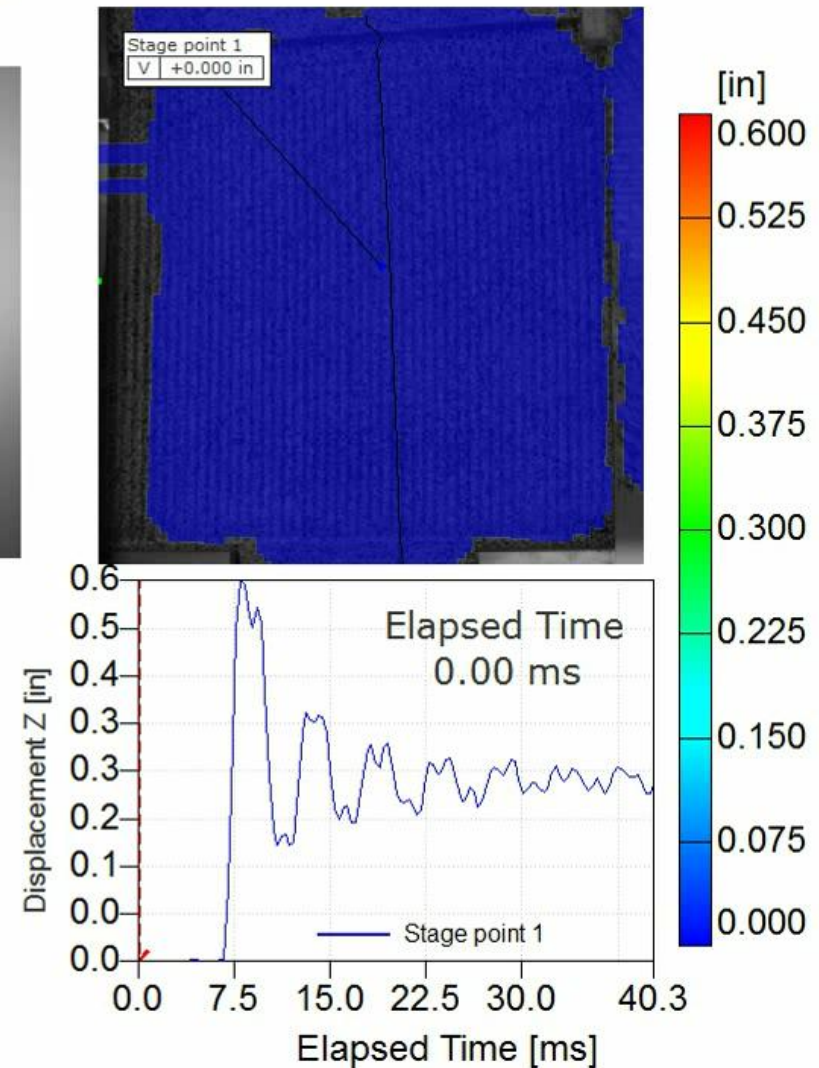 Stage point 1
V +0.000 in
[in]
0.600
0.525
0.450
0.375
0.300
0.225
0.150
0.075
0.000
0.6
0.5
0.4
0.3
0.3
0.2
0.1
0.0
0.0
Displacement Z [in]
Elapsed Time
0.00 ms
Stage point 1
0.0 7.5 15.0 22.5 30.0 40.3
Elapsed Time [ms]